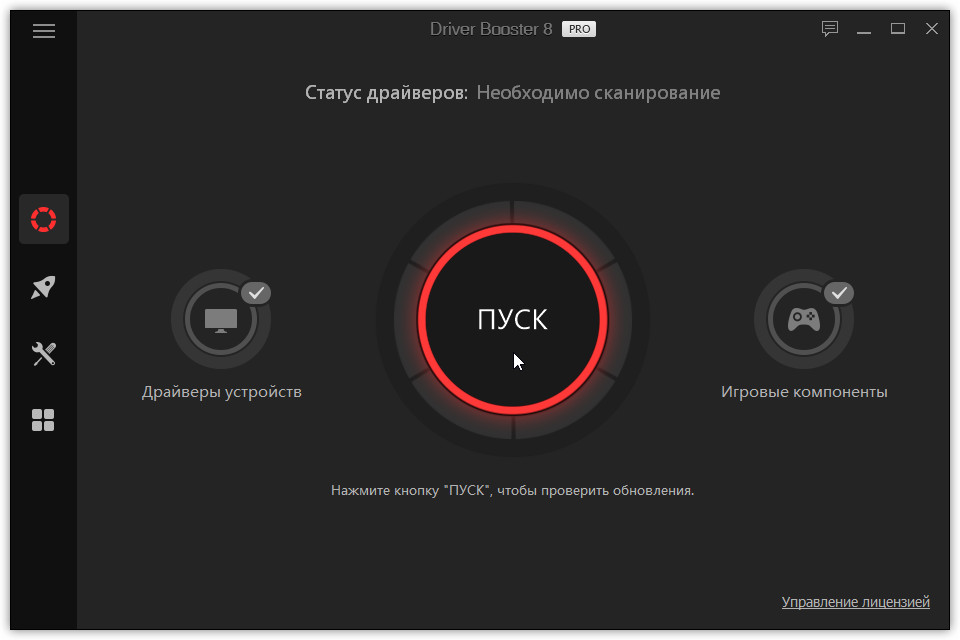 Driver Booster 8 PRO
Статус драйверов: Необходимо сканирование
ПУСК
Драйверы устройств
Игровые компоненты
Нажмите кнопку "ПУСК", чтобы проверить обновления.
Управление лицензией